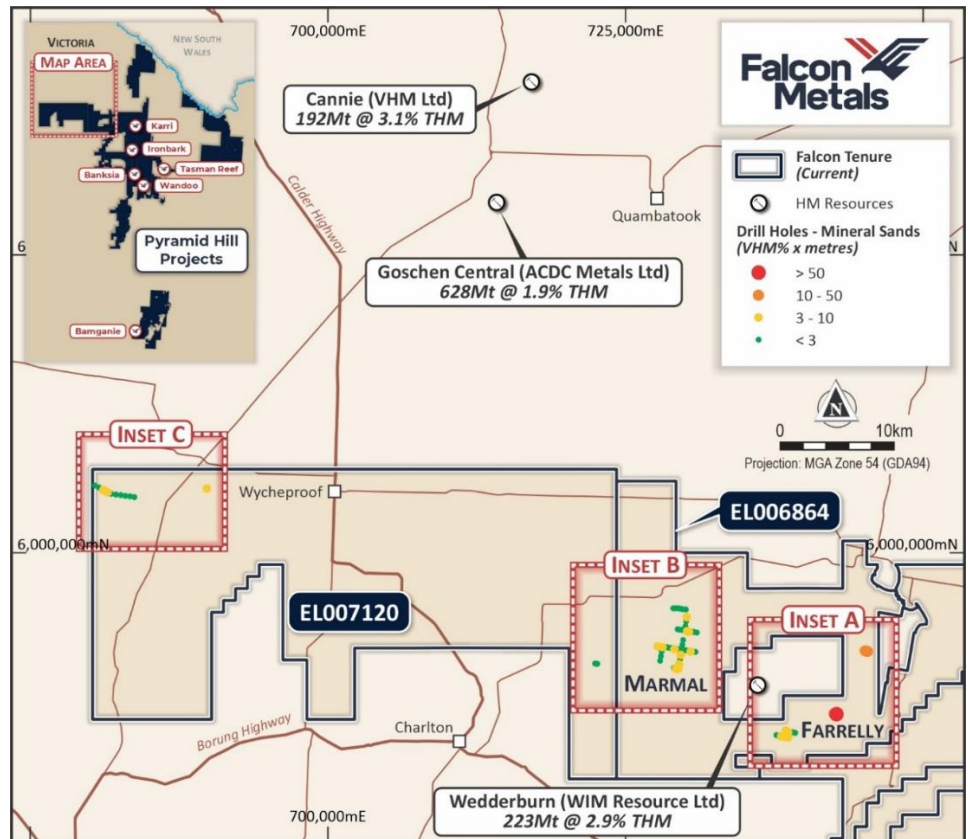 700,000mE
725,000mE
VICTORIA
NEW SOUTH
WALES
MAP AREA
Karri
Ironbark
Banksia
Tasman Reef
Wandoo
Pyramid Hill
Projects
Bamganie
Cannie (VHM Ltd)
192Mt @ 3.1% THM
Falcon
Metals
Falcon Tenure
(Current)
HM Resources
Drill Holes - Mineral Sands
(VHM% x metres)
> 50
10 - 50
3 - 10
< 3
Calder Highway
Quambatook
Goschen Central (ACDC Metals Ltd)
628Mt @ 1.9% THM
N
0
10km
Projection: MGA Zone 54 (GDA94)
INSET C
Wycheproof
EL006864
6,000,000mN
6,000,000mN
INSET B
INSET A
EL007120
MARMAL
FARRELLY
Borung Highway
Charlton
Wedderburn (WIM Resource Ltd)
223Mt @ 2.9% THM
700,000mE